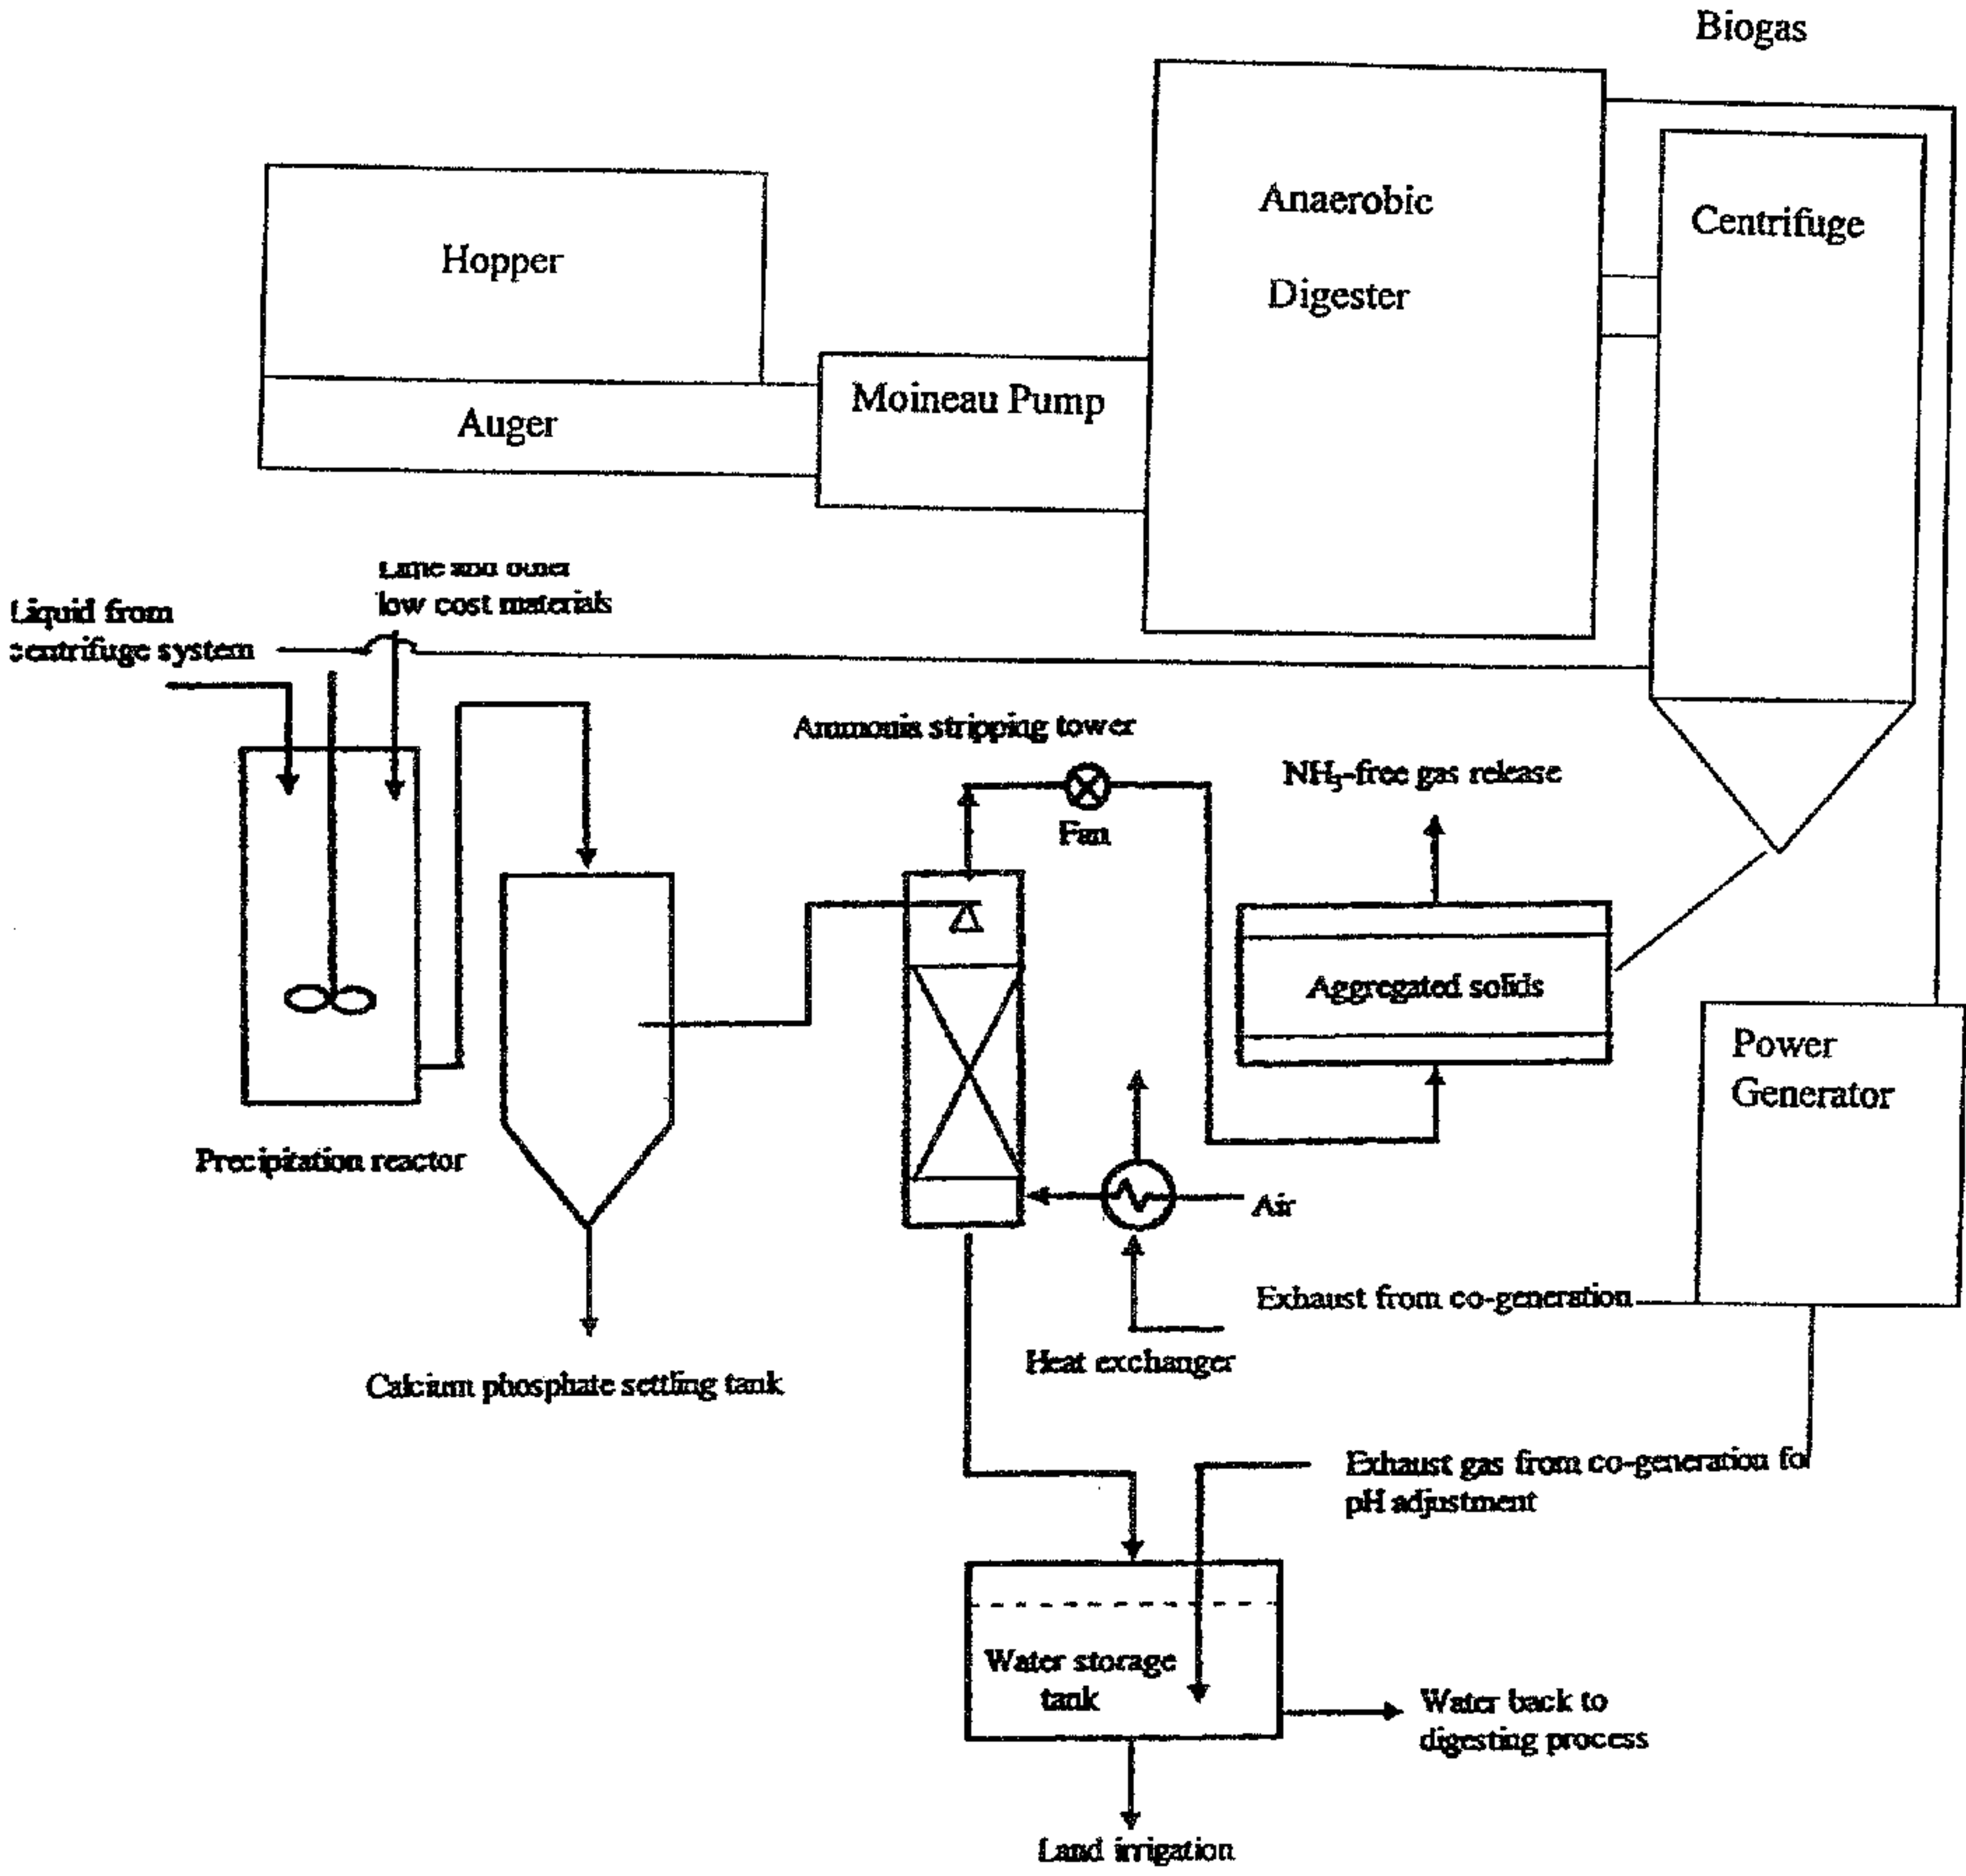 Biogas
Anaerobic
Digester
Centrifuge
Hopper
Auger
Moineau Pump
Lime and other
low cost materials
Liquid from
centrifuge system
Ammonia stripping tower
NH₃-free gas release
Fan
Aggregated solids
Power
Generator
Precipitation reactor
Air
Exhaust from co-generation
Heat exchanger
Calcium phosphate settling tank
Exhaust gas from co-generation for
pH adjustment
Water storage
tank
Water back to
digesting process
Land irrigation